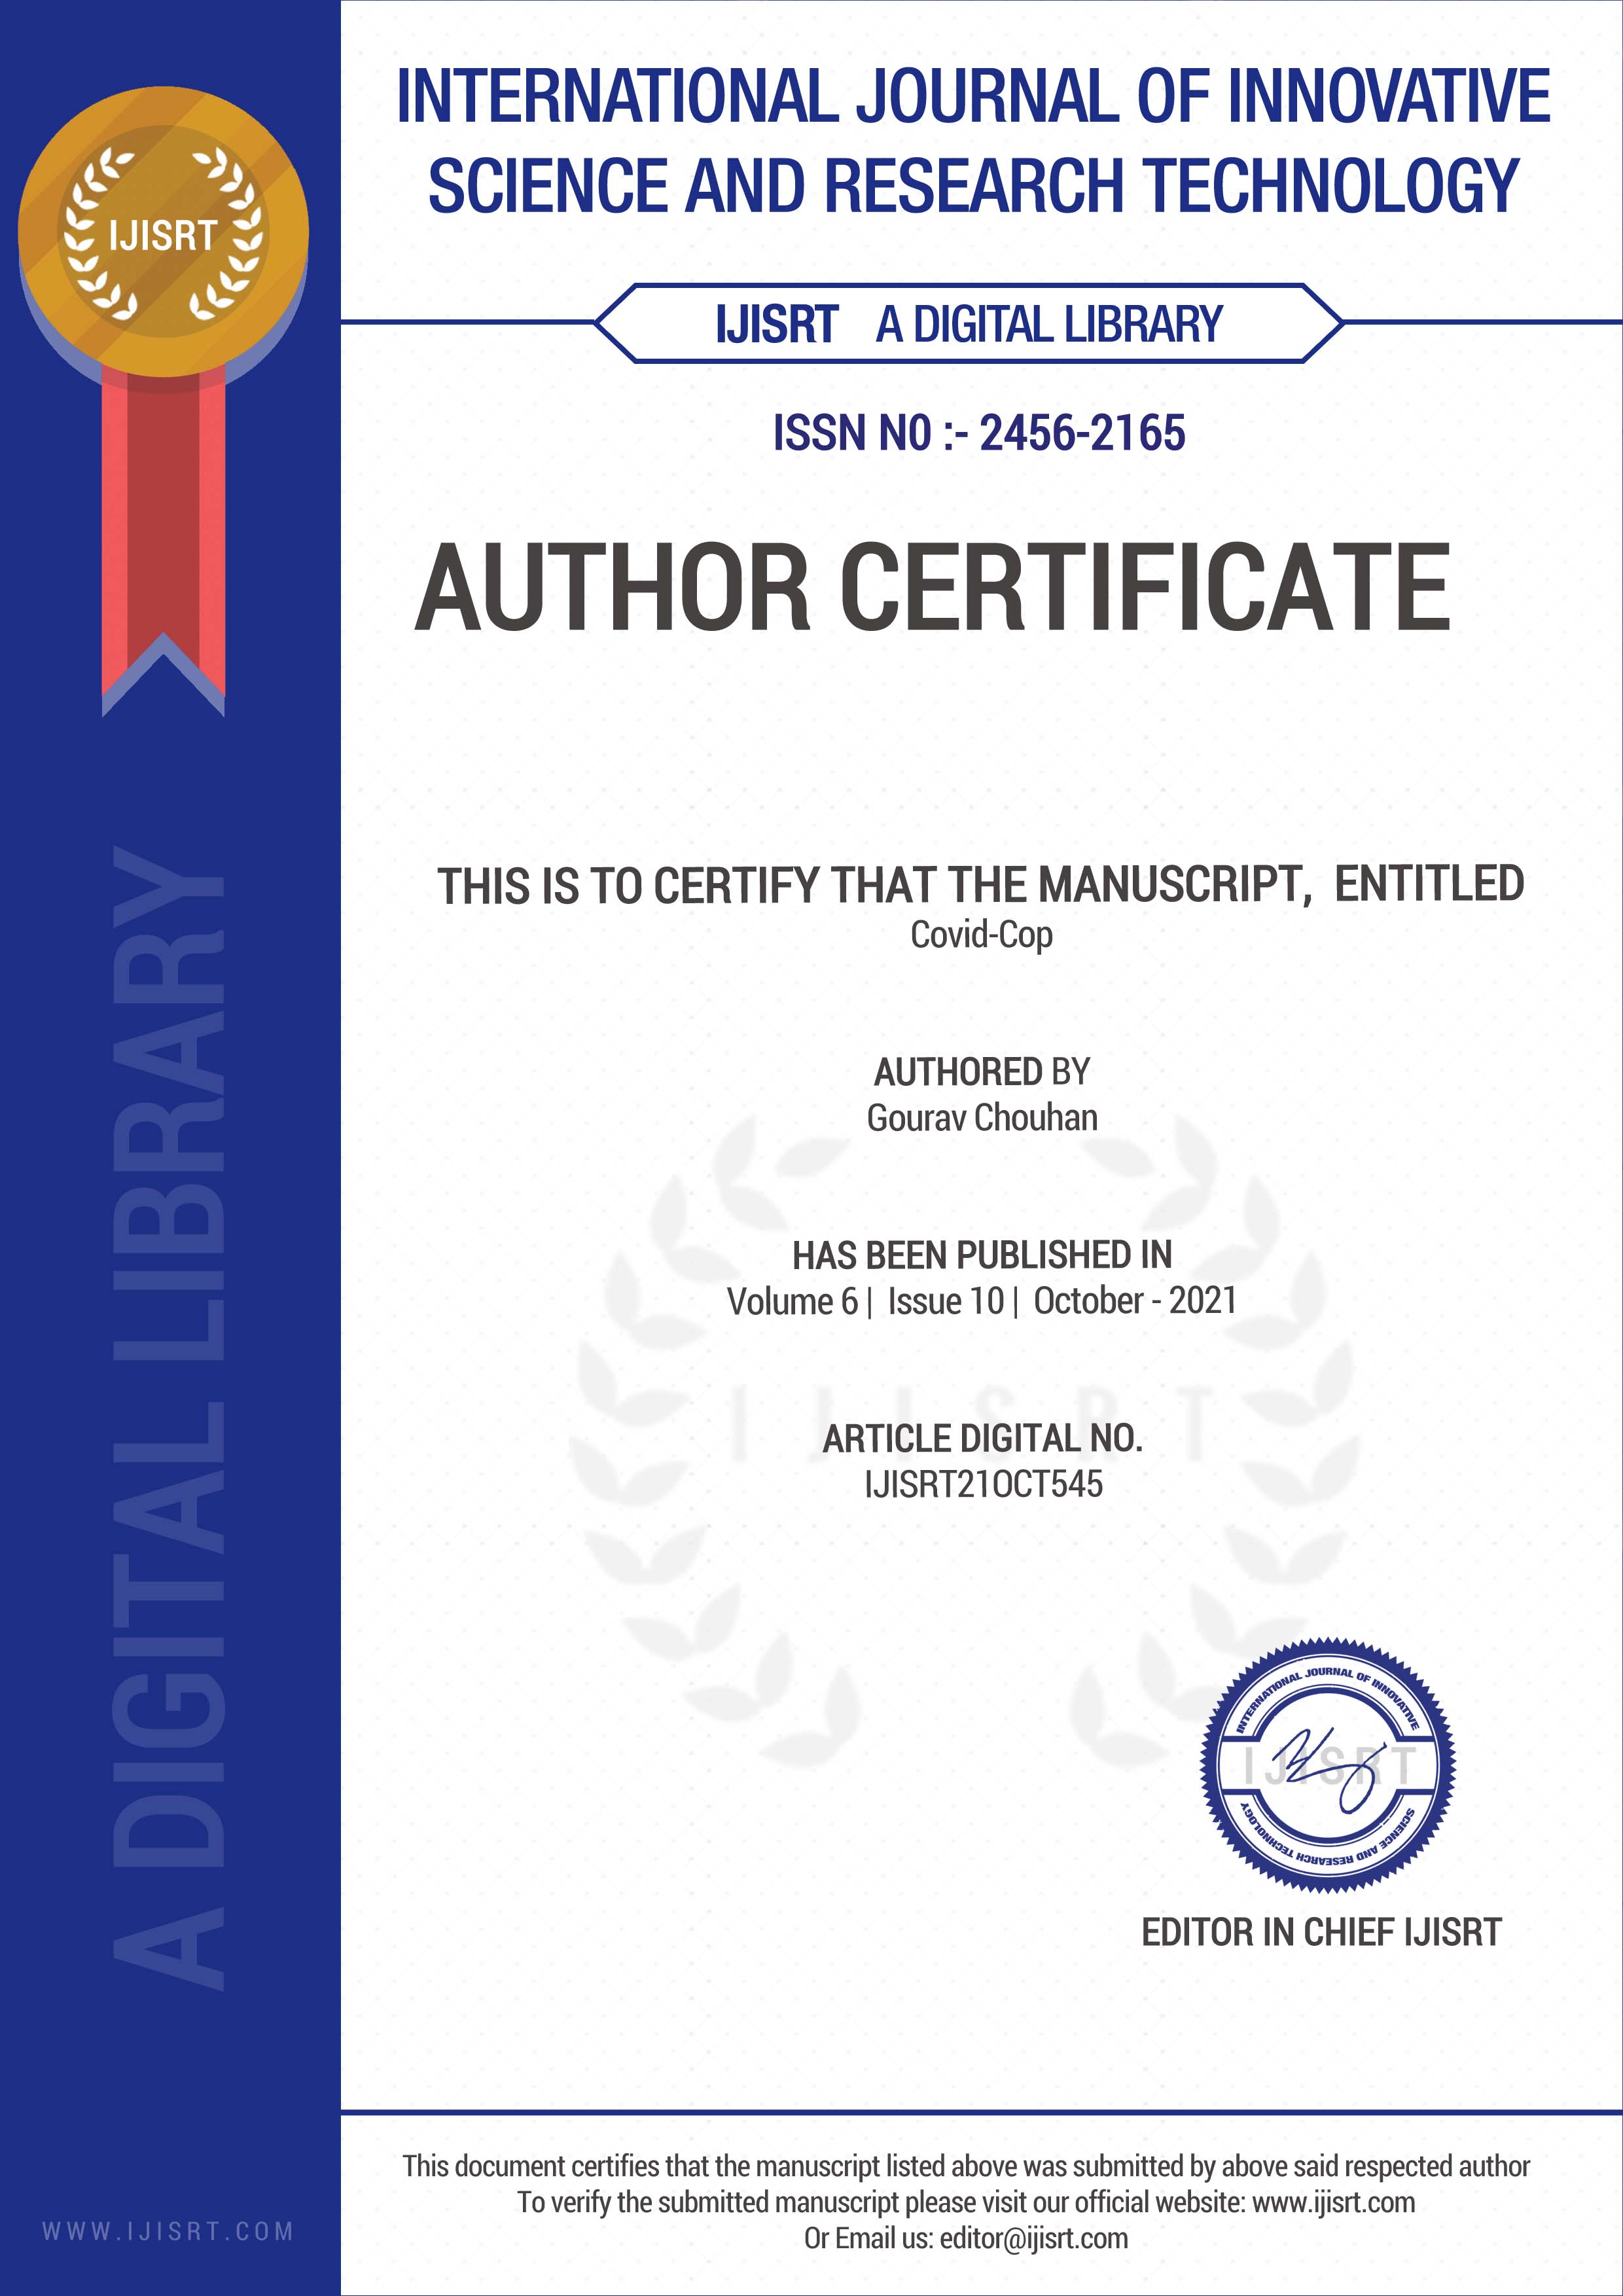 IJISRT
INTERNATIONAL JOURNAL OF INNOVATIVE
SCIENCE AND RESEARCH TECHNOLOGY
IJISRT A DIGITAL LIBRARY
ISSN N0 :- 2456-2165
AUTHOR CERTIFICATE
THIS IS TO CERTIFY THAT THE MANUSCRIPT, ENTITLED
Covid-Cop
AUTHORED BY
Gourav Chouhan
HAS BEEN PUBLISHED IN
Volume 6 | Issue 10 | October - 2021
IJISRT
ARTICLE DIGITAL NO.
IJISRT21OCT545
INTERNATIONAL JOURNAL OF INNOVATIVE
IJISRT
SCIENCE AND RESEARCH TECHNOLOGY
EDITOR IN CHIEF IJISRT
A DIGITAL LIBRARY
This document certifies that the manuscript listed above was submitted by above said respected author
To verify the submitted manuscript please visit our official website: www.ijisrt.com
Or Email us: editor@ijisrt.com
WWW.IJISRT.COM